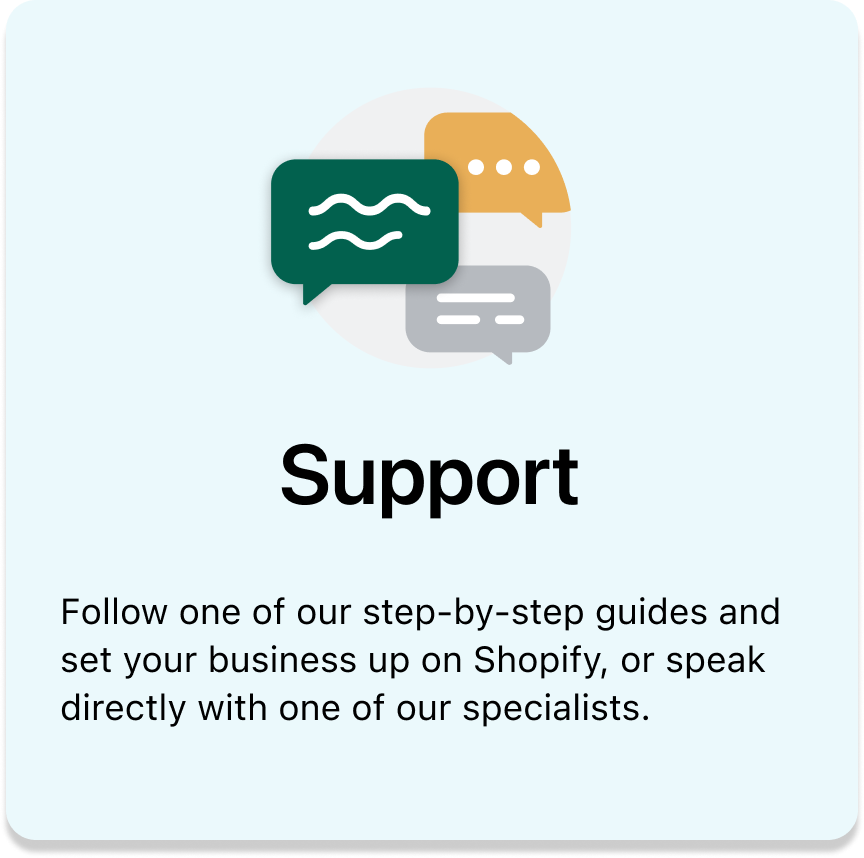 Support
Follow one of our step-by-step guides and
set your business up on Shopify, or speak
directly with one of our specialists.